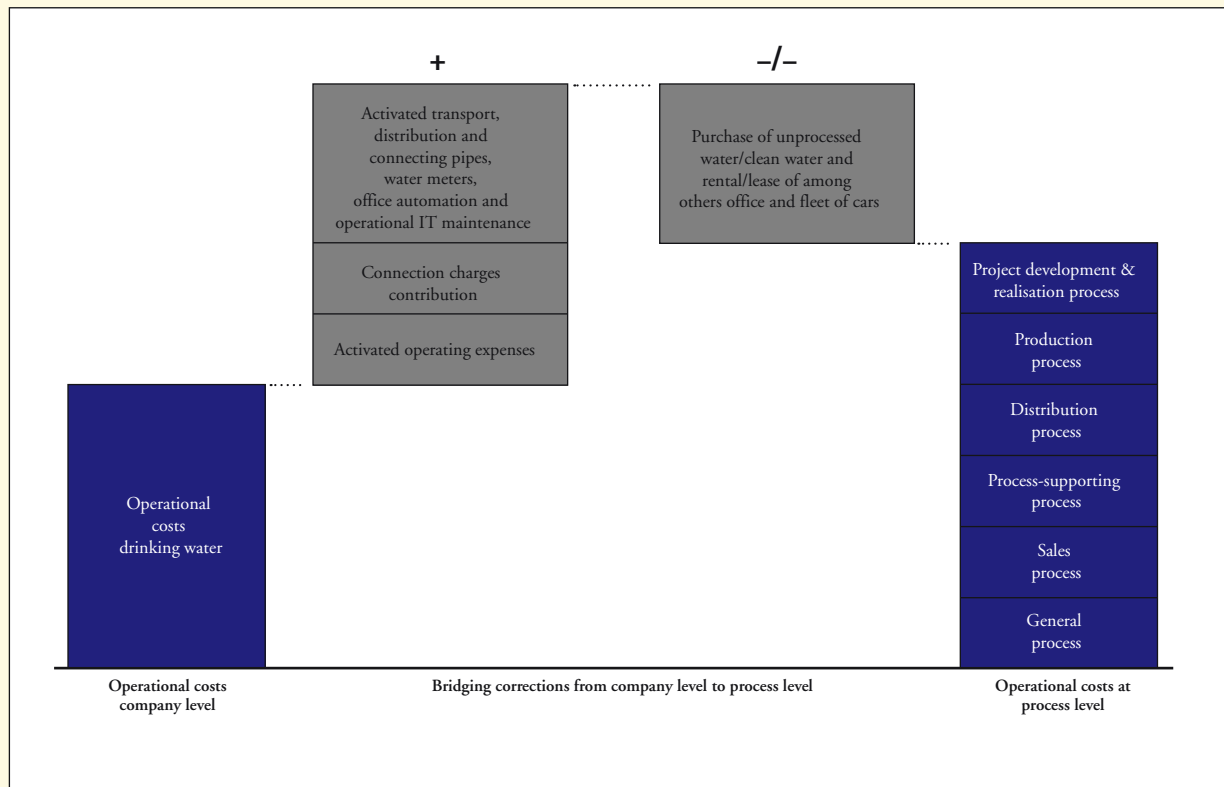 +
–/–
Activated transport,
distribution and
connecting pipes,
water meters,
office automation and
operational IT maintenance
Connection charges
contribution
Activated operating expenses
Purchase of unprocessed
water/clean water and
rental/lease of among
others office and fleet of cars
Operational
costs
drinking water
Project development &
realisation process
Production
process
Distribution
process
Process-supporting
process
Sales
process
General
process
Operational costs
company level
Bridging corrections from company level to process level
Operational costs at
process level